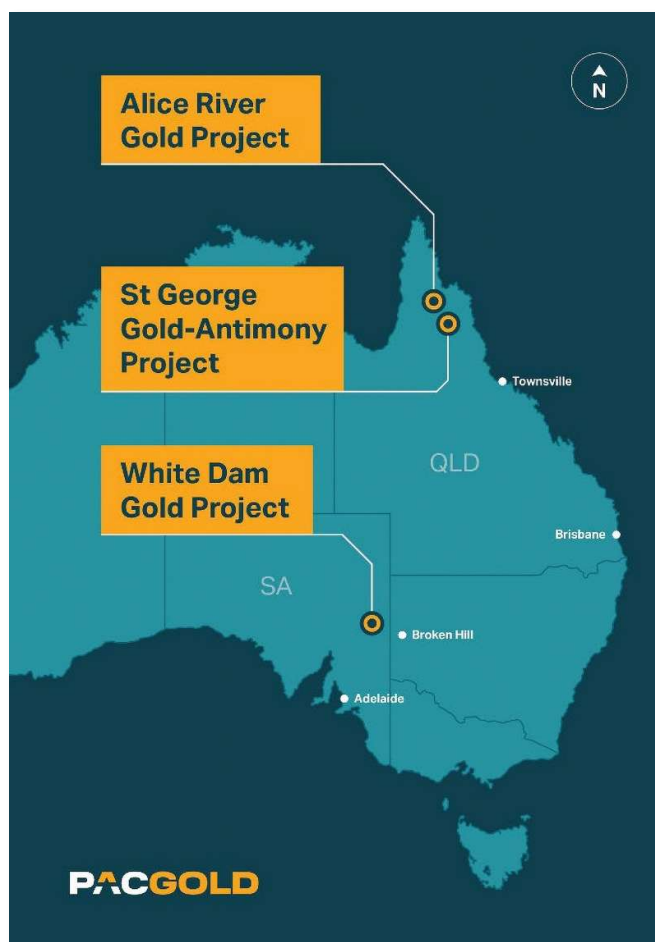 N
Alice River
Gold Project
St George
Gold-Antimony
Project
Townsville
White Dam
Gold Project
QLD
Brisbane
SA
Broken Hill
Adelaide
PACGOLD